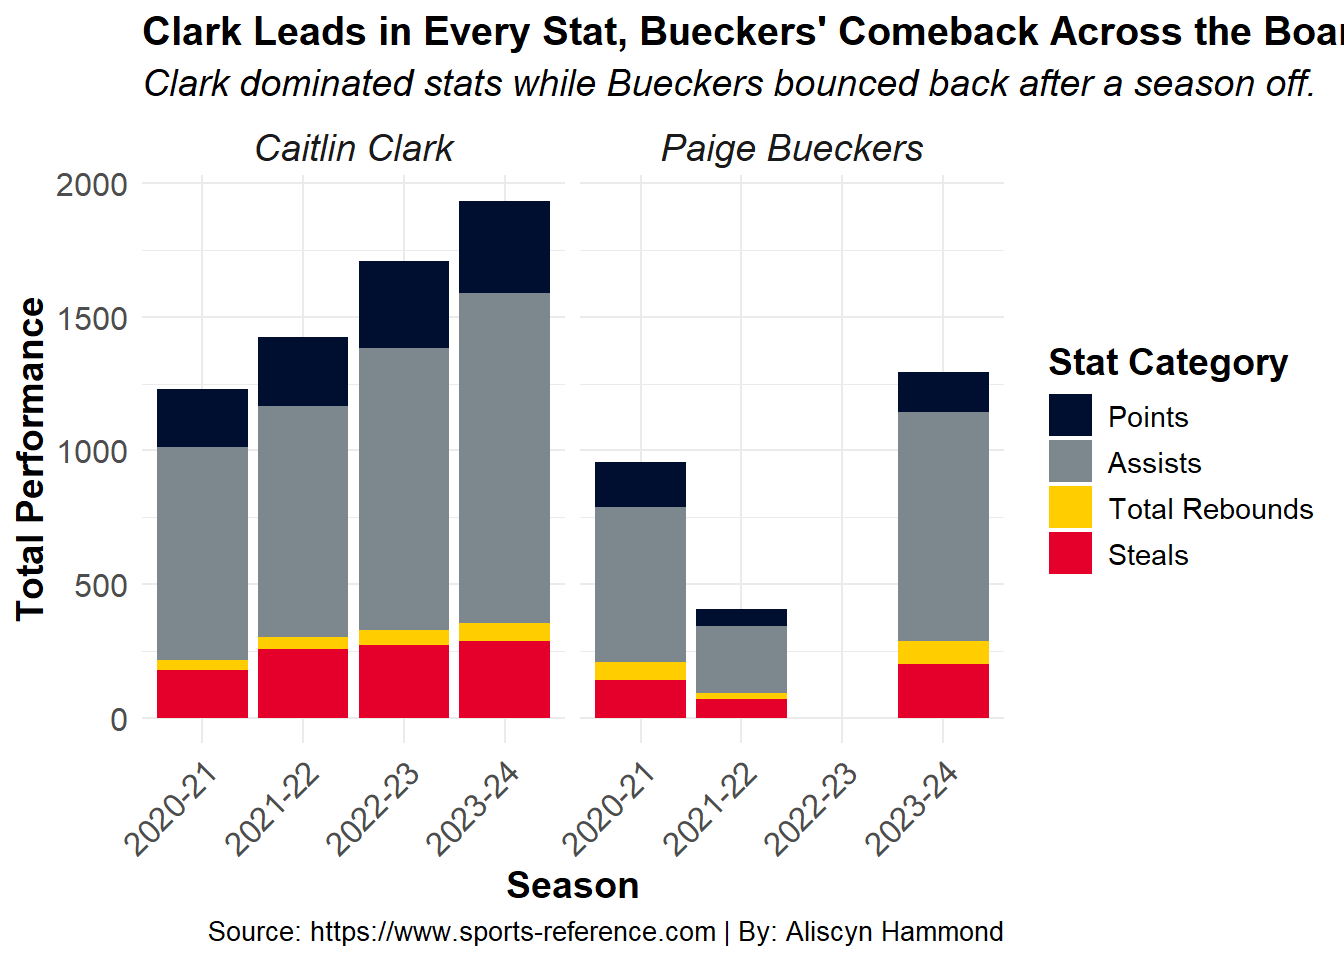 Clark Leads in Every Stat, Bueckers' Comeback Across the Boar
Clark dominated stats while Bueckers bounced back after a season off.
Caitlin Clark
Paige Bueckers
2000
1500
1000
500
0
Total Performance
2020-21
2021-22
2022-23
2023-24
2020-21
2021-22
2022-23
2023-24
Season
Stat Category
Points
Assists
Total Rebounds
Steals
Source: https://www.sports-reference.com | By: Aliscyn Hammond